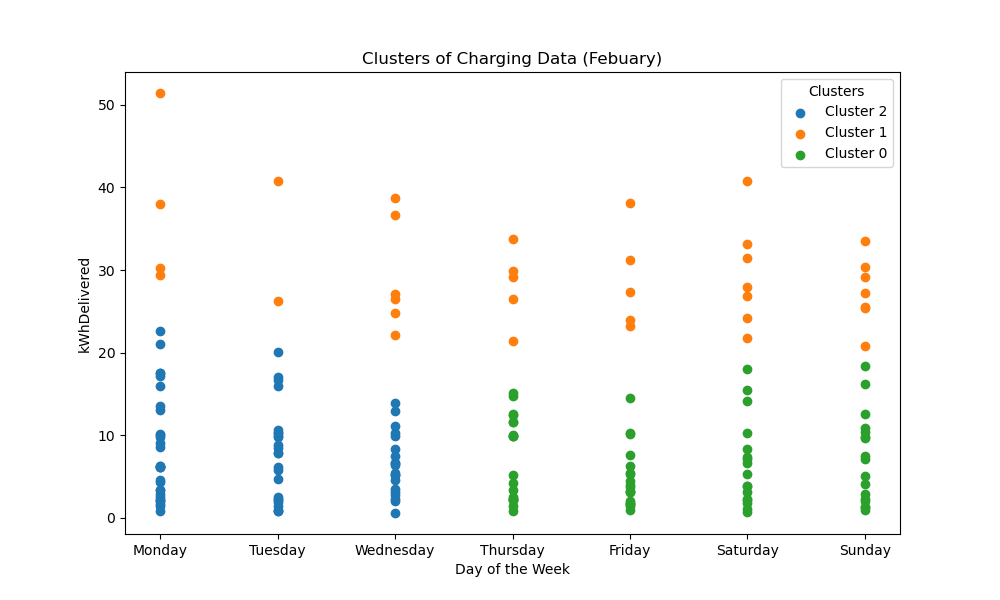 Clusters of Charging Data (Febuary)
Clusters
Cluster 2
Cluster 1
Cluster 0
kWhDelivered
50
40
30
20
10
0
Monday Tuesday Wednesday Thursday Friday Saturday Sunday
Day of the Week